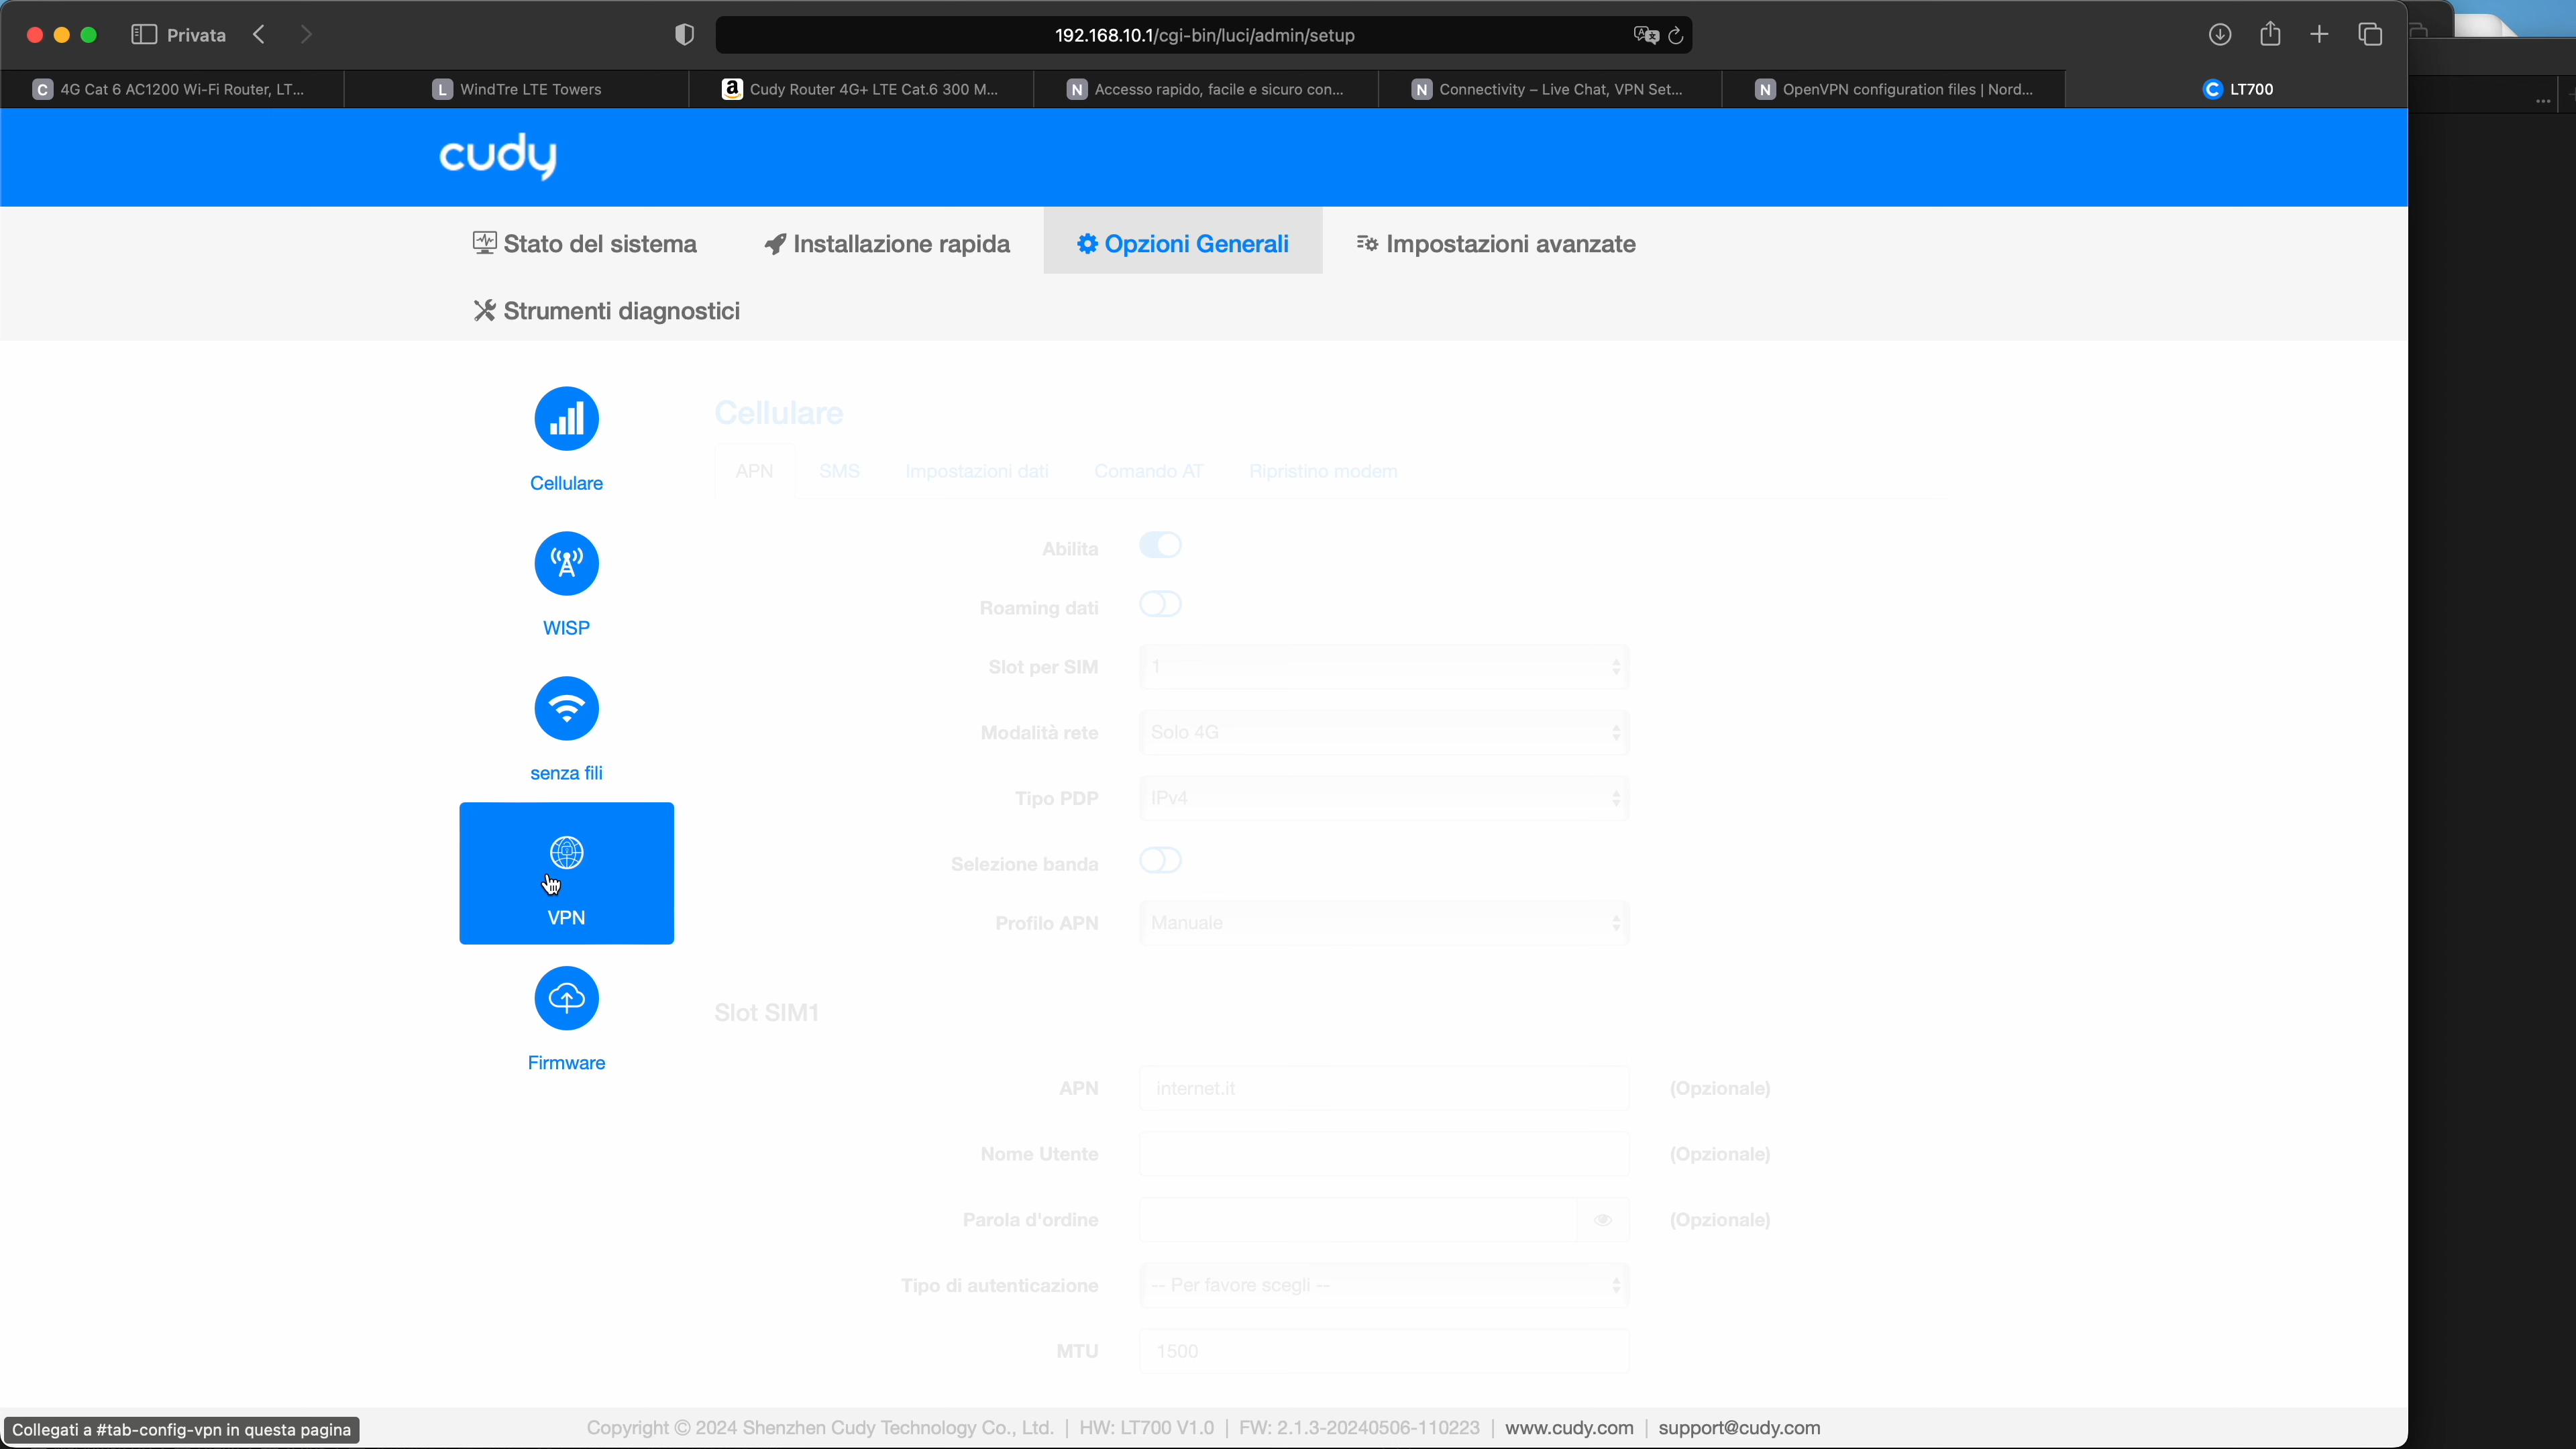 Privata
192.168.10.1/cgi-bin/luci/admin/setup
C 4G Cat 6 AC1200 Wi-Fi Router, LT...
L WindTre LTE Towers
a Cudy Router 4G+ LTE Cat.6 300 M...
N Accesso rapido, facile e sicuro con...
N Connectivity – Live Chat, VPN Set...
N OpenVPN configuration files | Nord...
C LT700
...
cudy
Stato del sistema
Installazione rapida
Opzioni Generali
Impostazioni avanzate
Strumenti diagnostici
Cellulare
WISP
senza fili
VPN
Firmware
Cellulare
APN SMS Impostazioni dati Comando AT Ripristino modem
Abilita
Roaming dati
Slot per SIM 1
Modalità rete Solo 4G
Tipo PDP IPv4
Selezione banda
Profilo APN Manuale
Slot SIM1
APN internet.it (Opzionale)
Nome Utente (Opzionale)
Parola d'ordine (Opzionale)
Tipo di autenticazione -- Per favore scegli --
MTU 1500
Collegati a #tab-config-vpn in questa pagina
Copyright © 2024 Shenzhen Cudy Technology Co., Ltd. | HW: LT700 V1.0 | FW: 2.1.3-20240506-110223 | www.cudy.com | support@cudy.com